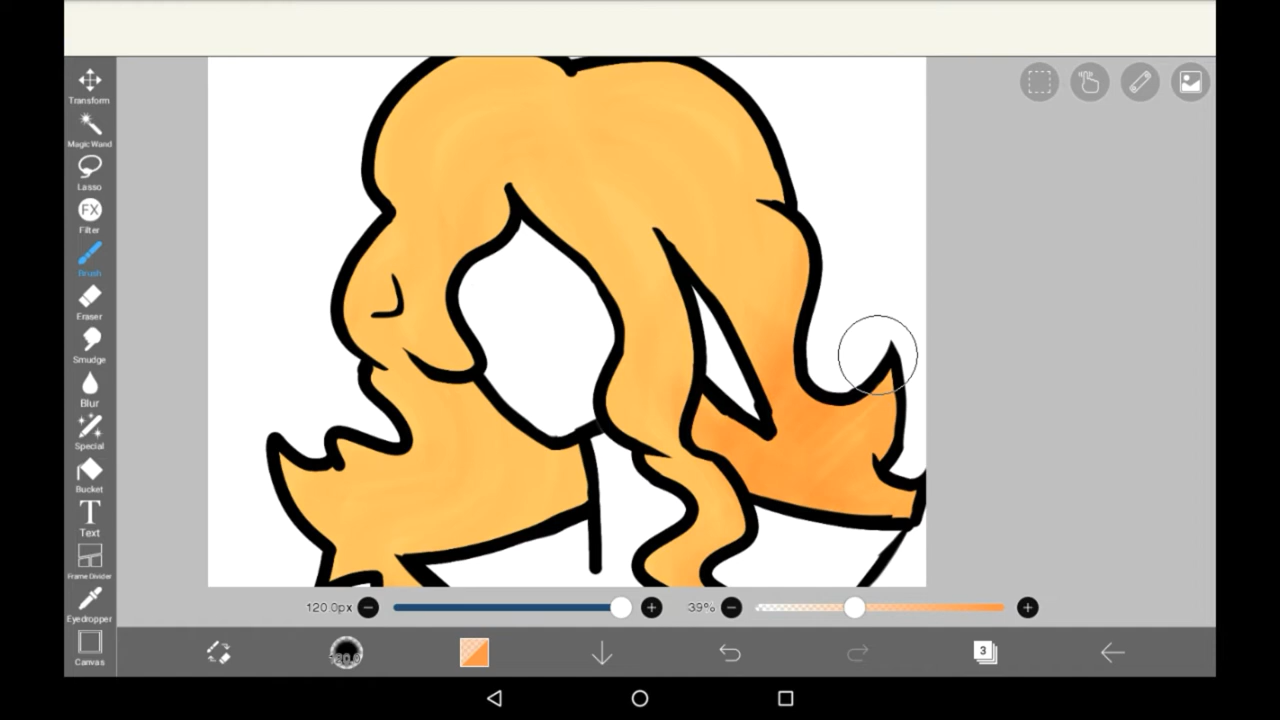 Transform
Magic Wand
Lasso
FX
Filter
Brush
Eraser
Smudge
Blur
Special
Bucket
T
Text
Frame Divider
Eyedropper
Canvas
120.0px
39%
3